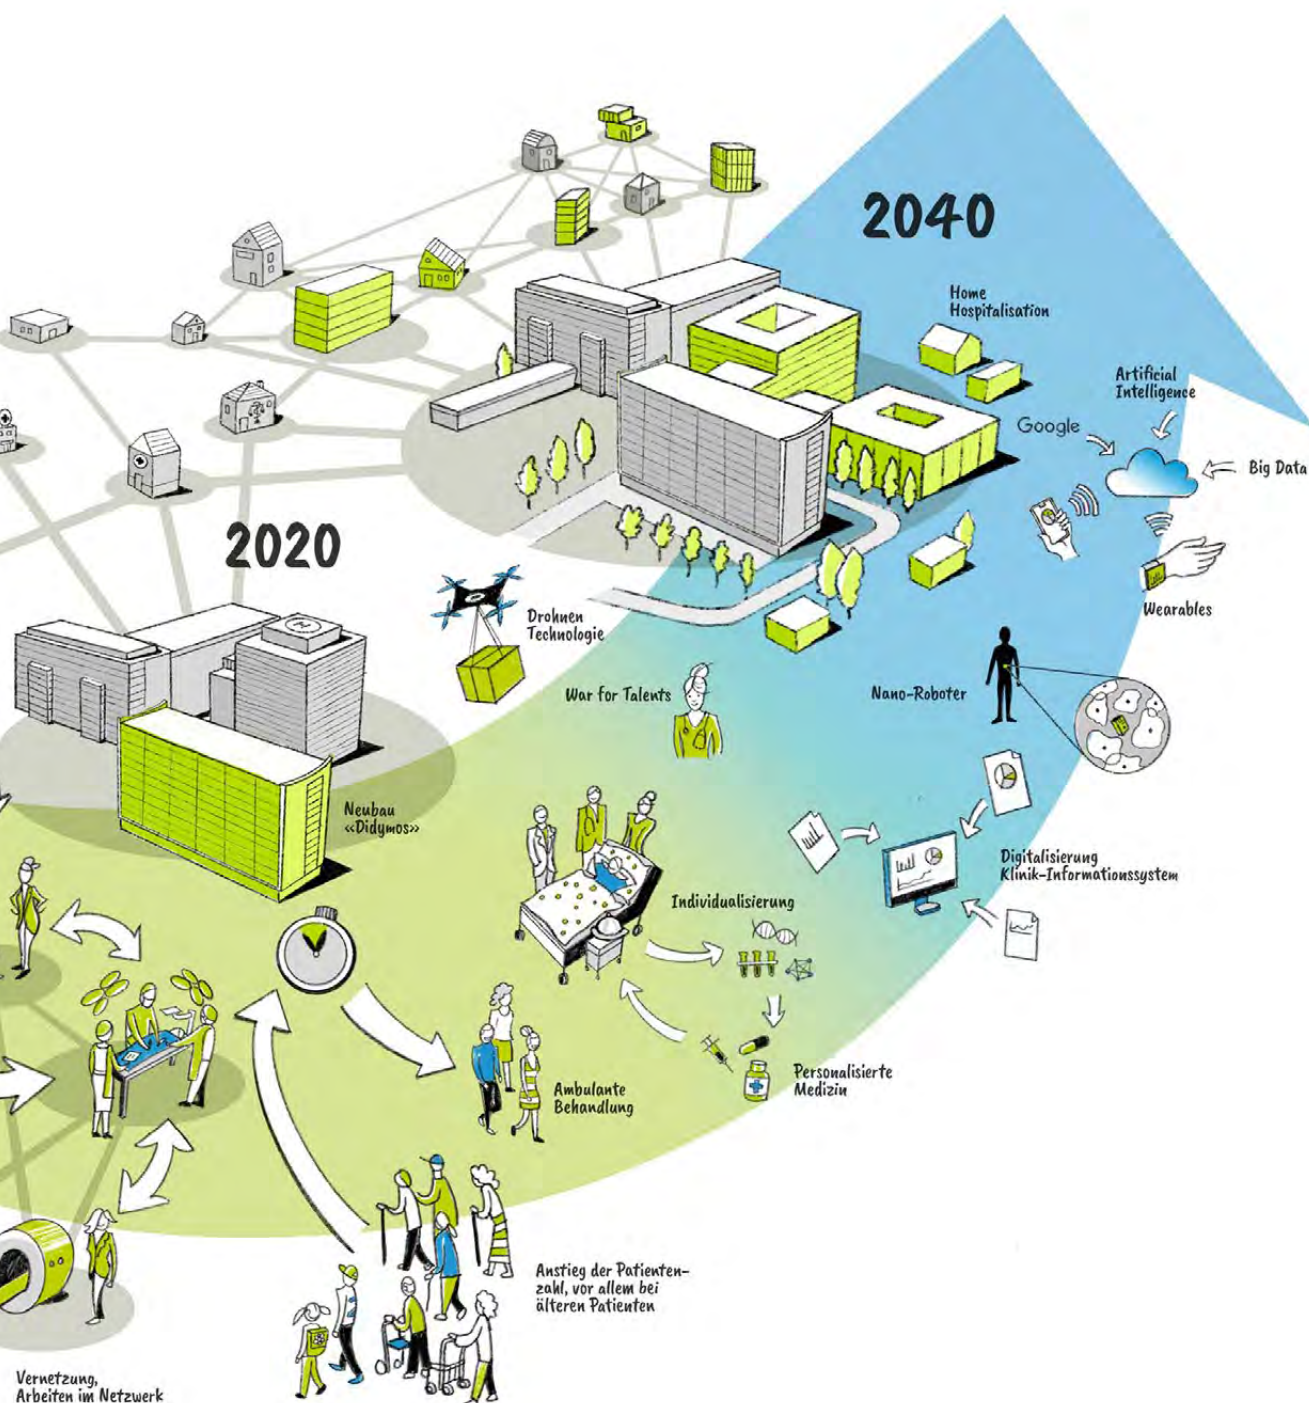 2040
Home
Hospitalisation
Artificial
Intelligence
Google
Big Data
2020
Wearables
Drohnen
Technologie
War for Talents
Nano-Roboter
H
Neubau
«Didymos»
Digitalisierung
Klinik-Informationssystem
Individualisierung
Personalisierte
Medizin
Ambulante
Behandlung
Anstieg der Patienten-
zahl, vor allem bei
älteren Patienten
Vernetzung,
Arbeiten im Netzwerk